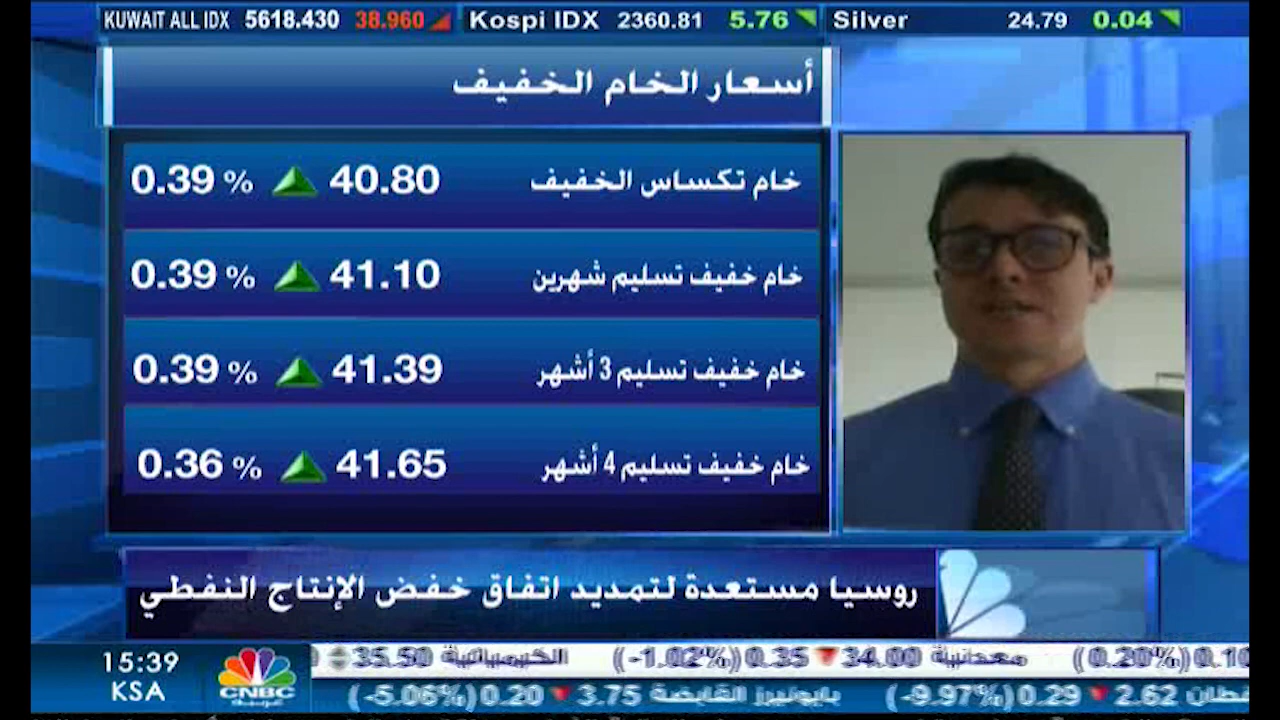 KUWAIT ALL IDX 5618.430 38.960 Kospi IDX 2360.81 5.76 Silver 24.79 0.04
أسعار الخام الخفيف
خام تكساس الخفيف 40.80 0.39 %
خام خفيف تسليم شهرين 41.10 0.39 %
خام خفيف تسليم 3 أشهر 41.39 0.39 %
خام خفيف تسليم 4 أشهر 41.65 0.36 %
روسيا مستعدة لتمديد اتفاق خفض الإنتاج النفطي
15:39
KSA
CNBC
عربية
معدنية 34.00 0.35 (-1.02%) الكيميائية 35.50
2.62 0.29 (-9.97%) بايونيرز القابضة 3.75 0.20 (-5.06%)